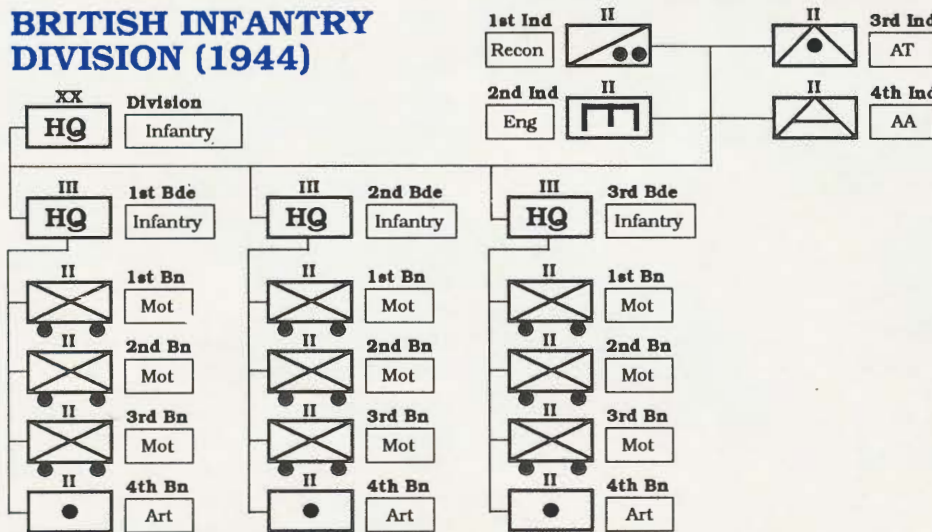 BRITISH INFANTRY
DIVISION (1944)
XX
HQ
Division
Infantry
1st Ind
II
Recon
II
3rd Ind
AT
2nd Ind
II
Eng
II
4th Ind
AA
III
HQ
1st Bde
Infantry
III
HQ
2nd Bde
Infantry
III
HQ
3rd Bde
Infantry
II
1st Bn
Mot
II
1st Bn
Mot
II
1st Bn
Mot
II
2nd Bn
Mot
II
2nd Bn
Mot
II
2nd Bn
Mot
II
3rd Bn
Mot
II
3rd Bn
Mot
II
3rd Bn
Mot
II
4th Bn
Art
II
4th Bn
Art
II
4th Bn
Art